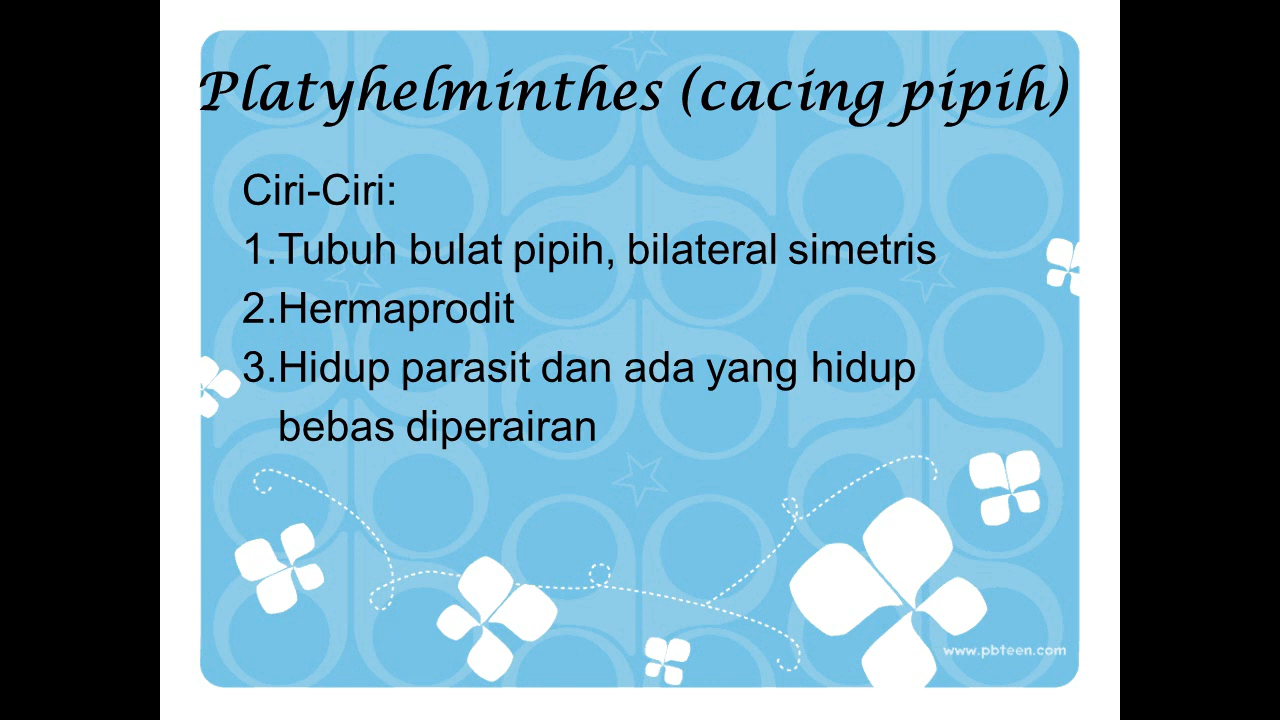 Platyhelminthes (cacing pipih)
Ciri-Ciri:
1.Tubuh bulat pipih, bilateral simetris
2.Hermaprodit
3.Hidup parasit dan ada yang hidup
bebas diperairan
www.pbteen.com